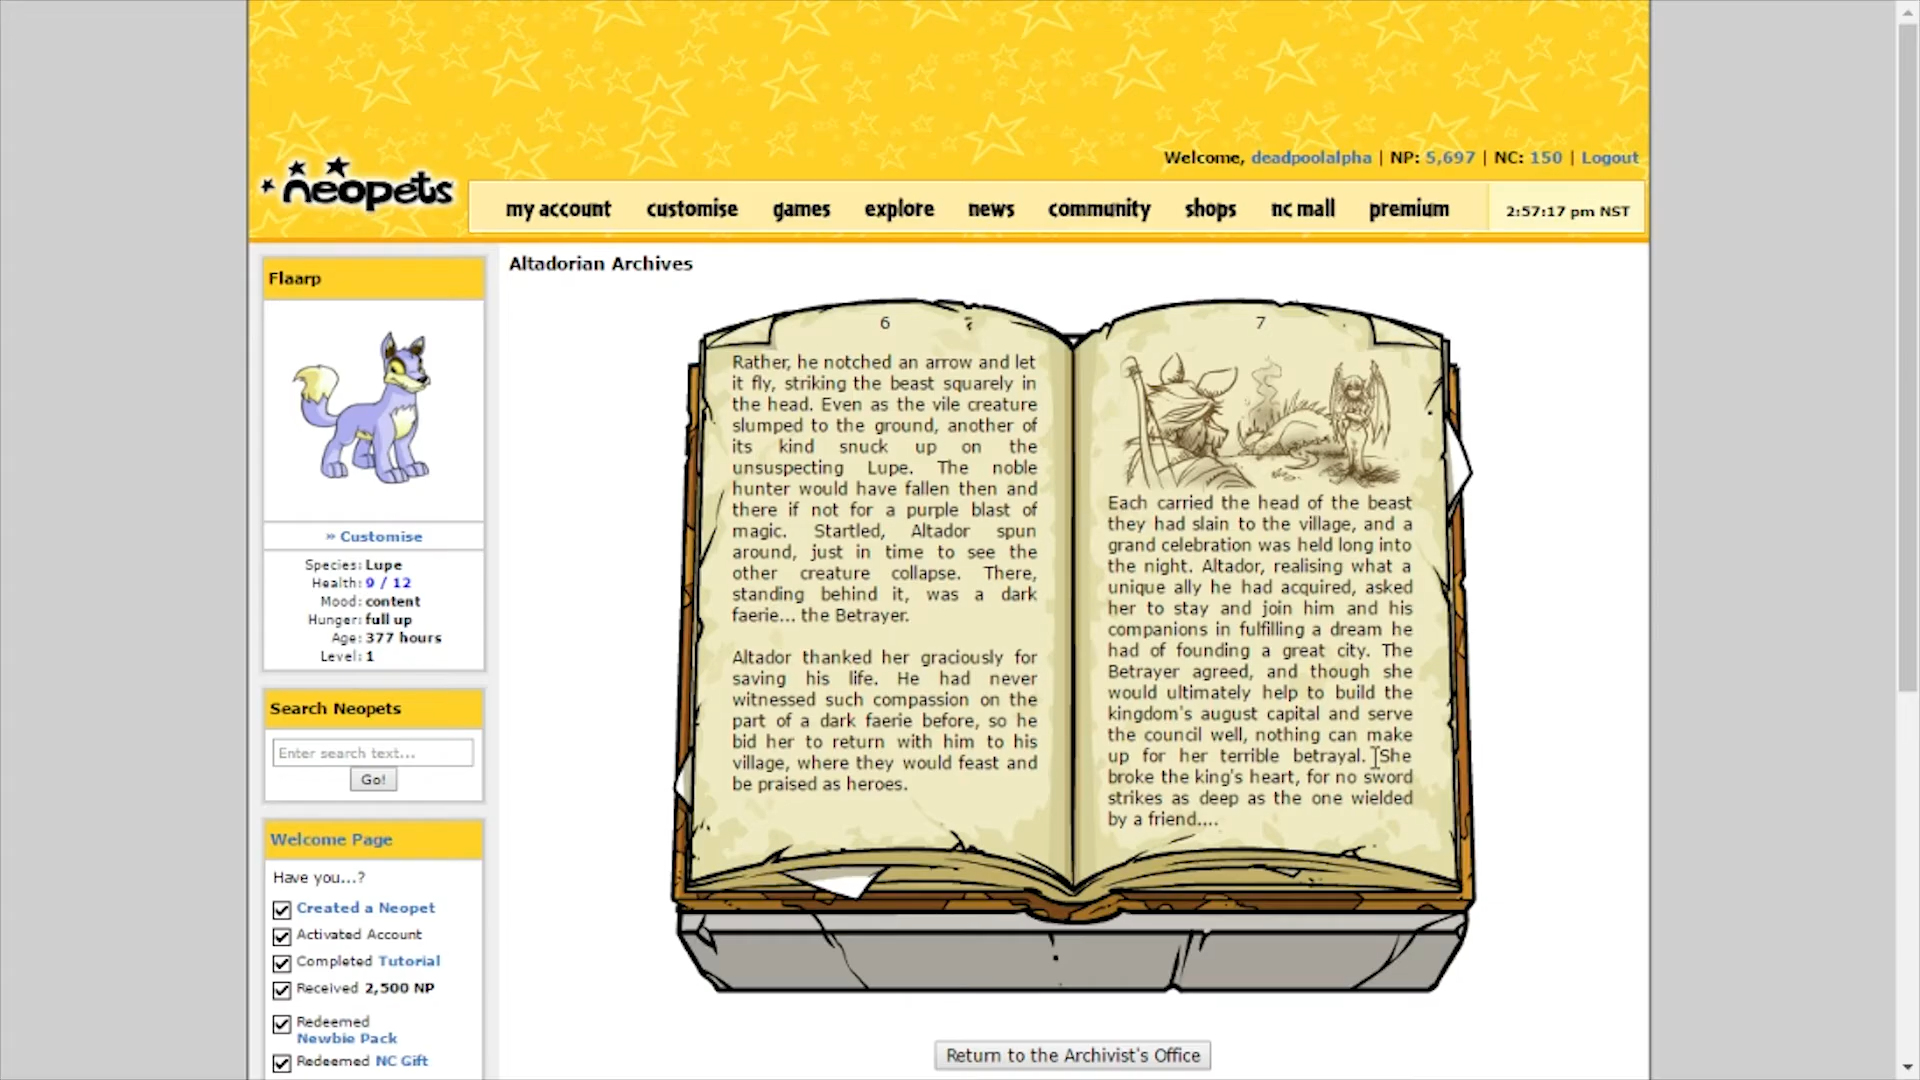 Welcome, deadpoolalpha | NP: 5,697 | NC: 150 | Logout
neopets
my account customise games explore news community shops nc mall premium 2:57:17 pm NST
Flaarp
» Customise
Species: Lupe
Health: 9 / 12
Mood: content
Hunger: full up
Age: 377 hours
Level: 1
Search Neopets
Enter search text...
Go!
Welcome Page
Have you...?
Created a Neopet
Activated Account
Completed Tutorial
Received 2,500 NP
Redeemed
Newbie Pack
Redeemed NC Gift
Altadorian Archives
6
Rather, he notched an arrow and let
it fly, striking the beast squarely in
the head. Even as the vile creature
slumped to the ground, another of
its kind snuck up on the
unsuspecting Lupe. The noble
hunter would have fallen then and
there if not for a purple blast of
magic. Startled, Altador spun
around, just in time to see the
other creature collapse. There,
standing behind it, was a dark
faerie... the Betrayer.
Altador thanked her graciously for
saving his life. He had never
witnessed such compassion on the
part of a dark faerie before, so he
bid her to return with him to his
village, where they would feast and
be praised as heroes.
7
Each carried the head of the beast
they had slain to the village, and a
grand celebration was held long into
the night. Altador, realising what a
unique ally he had acquired, asked
her to stay and join him and his
companions in fulfilling a dream he
had of founding a great city. The
Betrayer agreed, and though she
would ultimately help to build the
kingdom's august capital and serve
the council well, nothing can make
up for her terrible betrayal. She
broke the king's heart, for no sword
strikes as deep as the one wielded
by a friend....
Return to the Archivist's Office